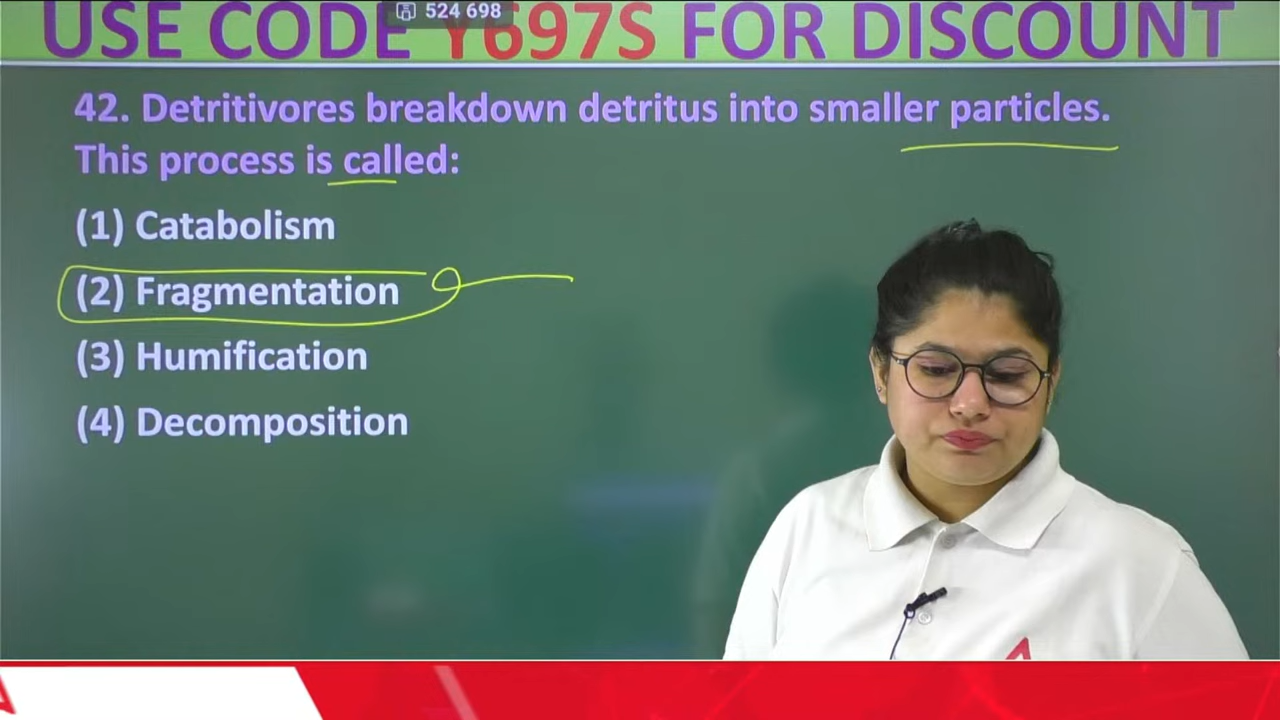 USE CODE Y697S FOR DISCOUNT
524 698
42. Detritivores breakdown detritus into smaller particles.
This process is called:
(1) Catabolism
(2) Fragmentation
(3) Humification
(4) Decomposition